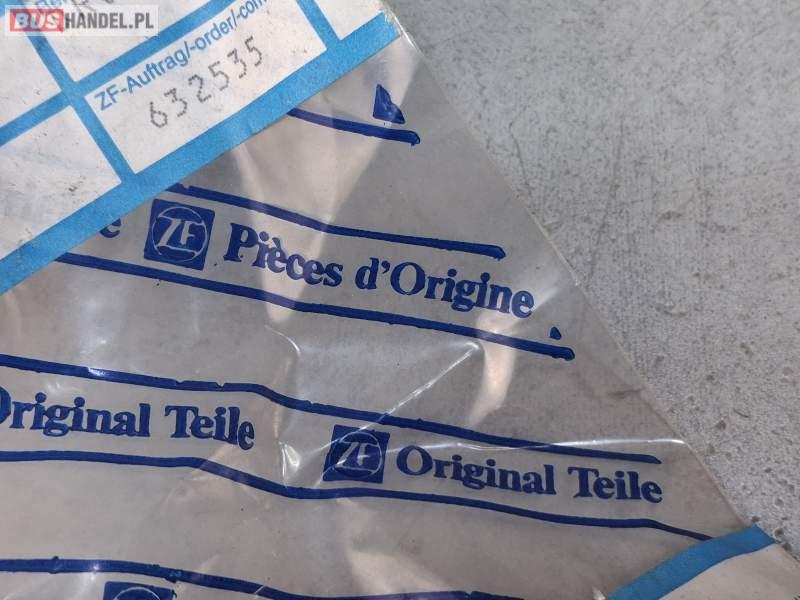 BUSHANDEL.PL
ZF-Auftrag/-order/-com
632535
e ZF Pièces d'Origine
Original Teile ZF Original Teile